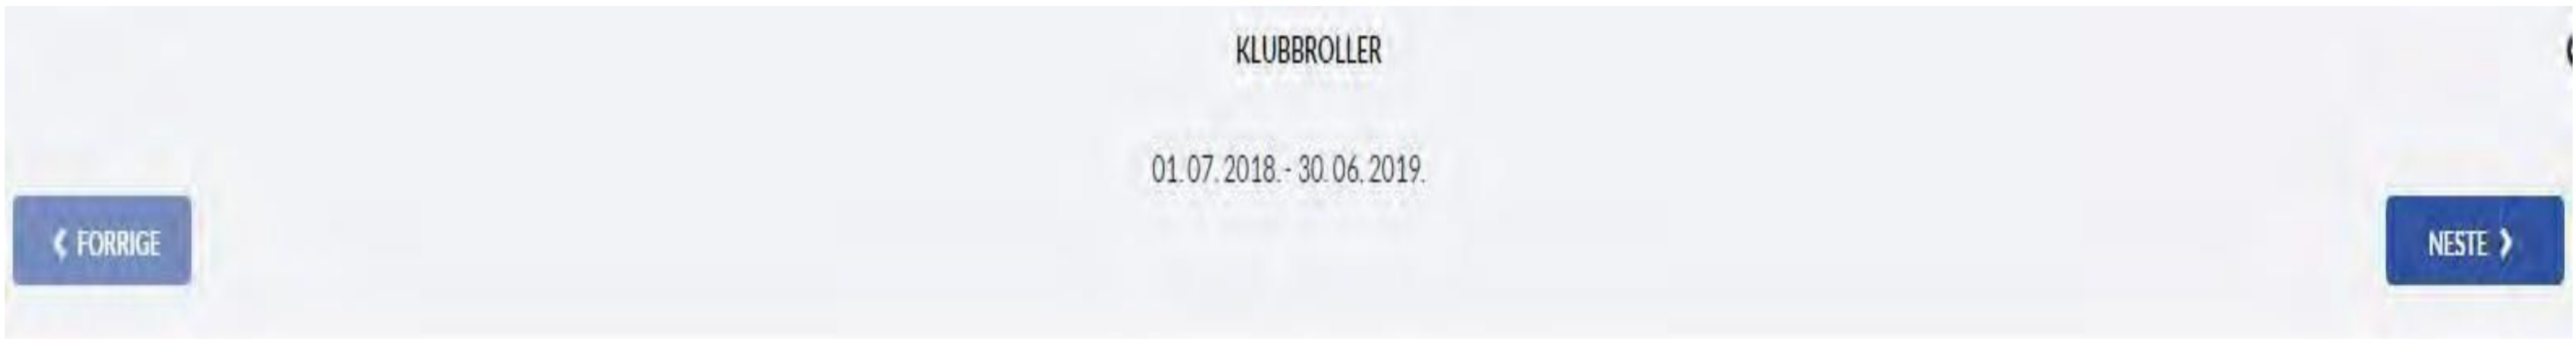 KLUBBROLLER
01.07.2018.- 30.06.2019.
❮ FORRIGE
NESTE ❯